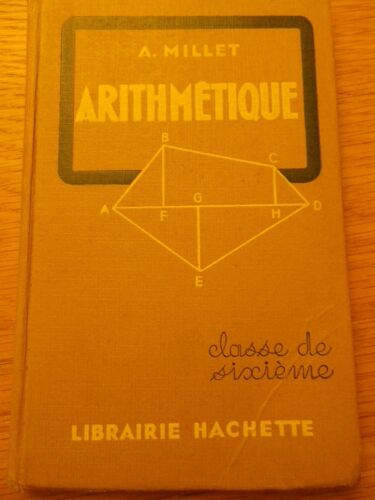 A. MILLET
ARITHMÉTIQUE
B
C
A
F
G
H
D
E
classe de
sixième
LIBRAIRIE HACHETTE